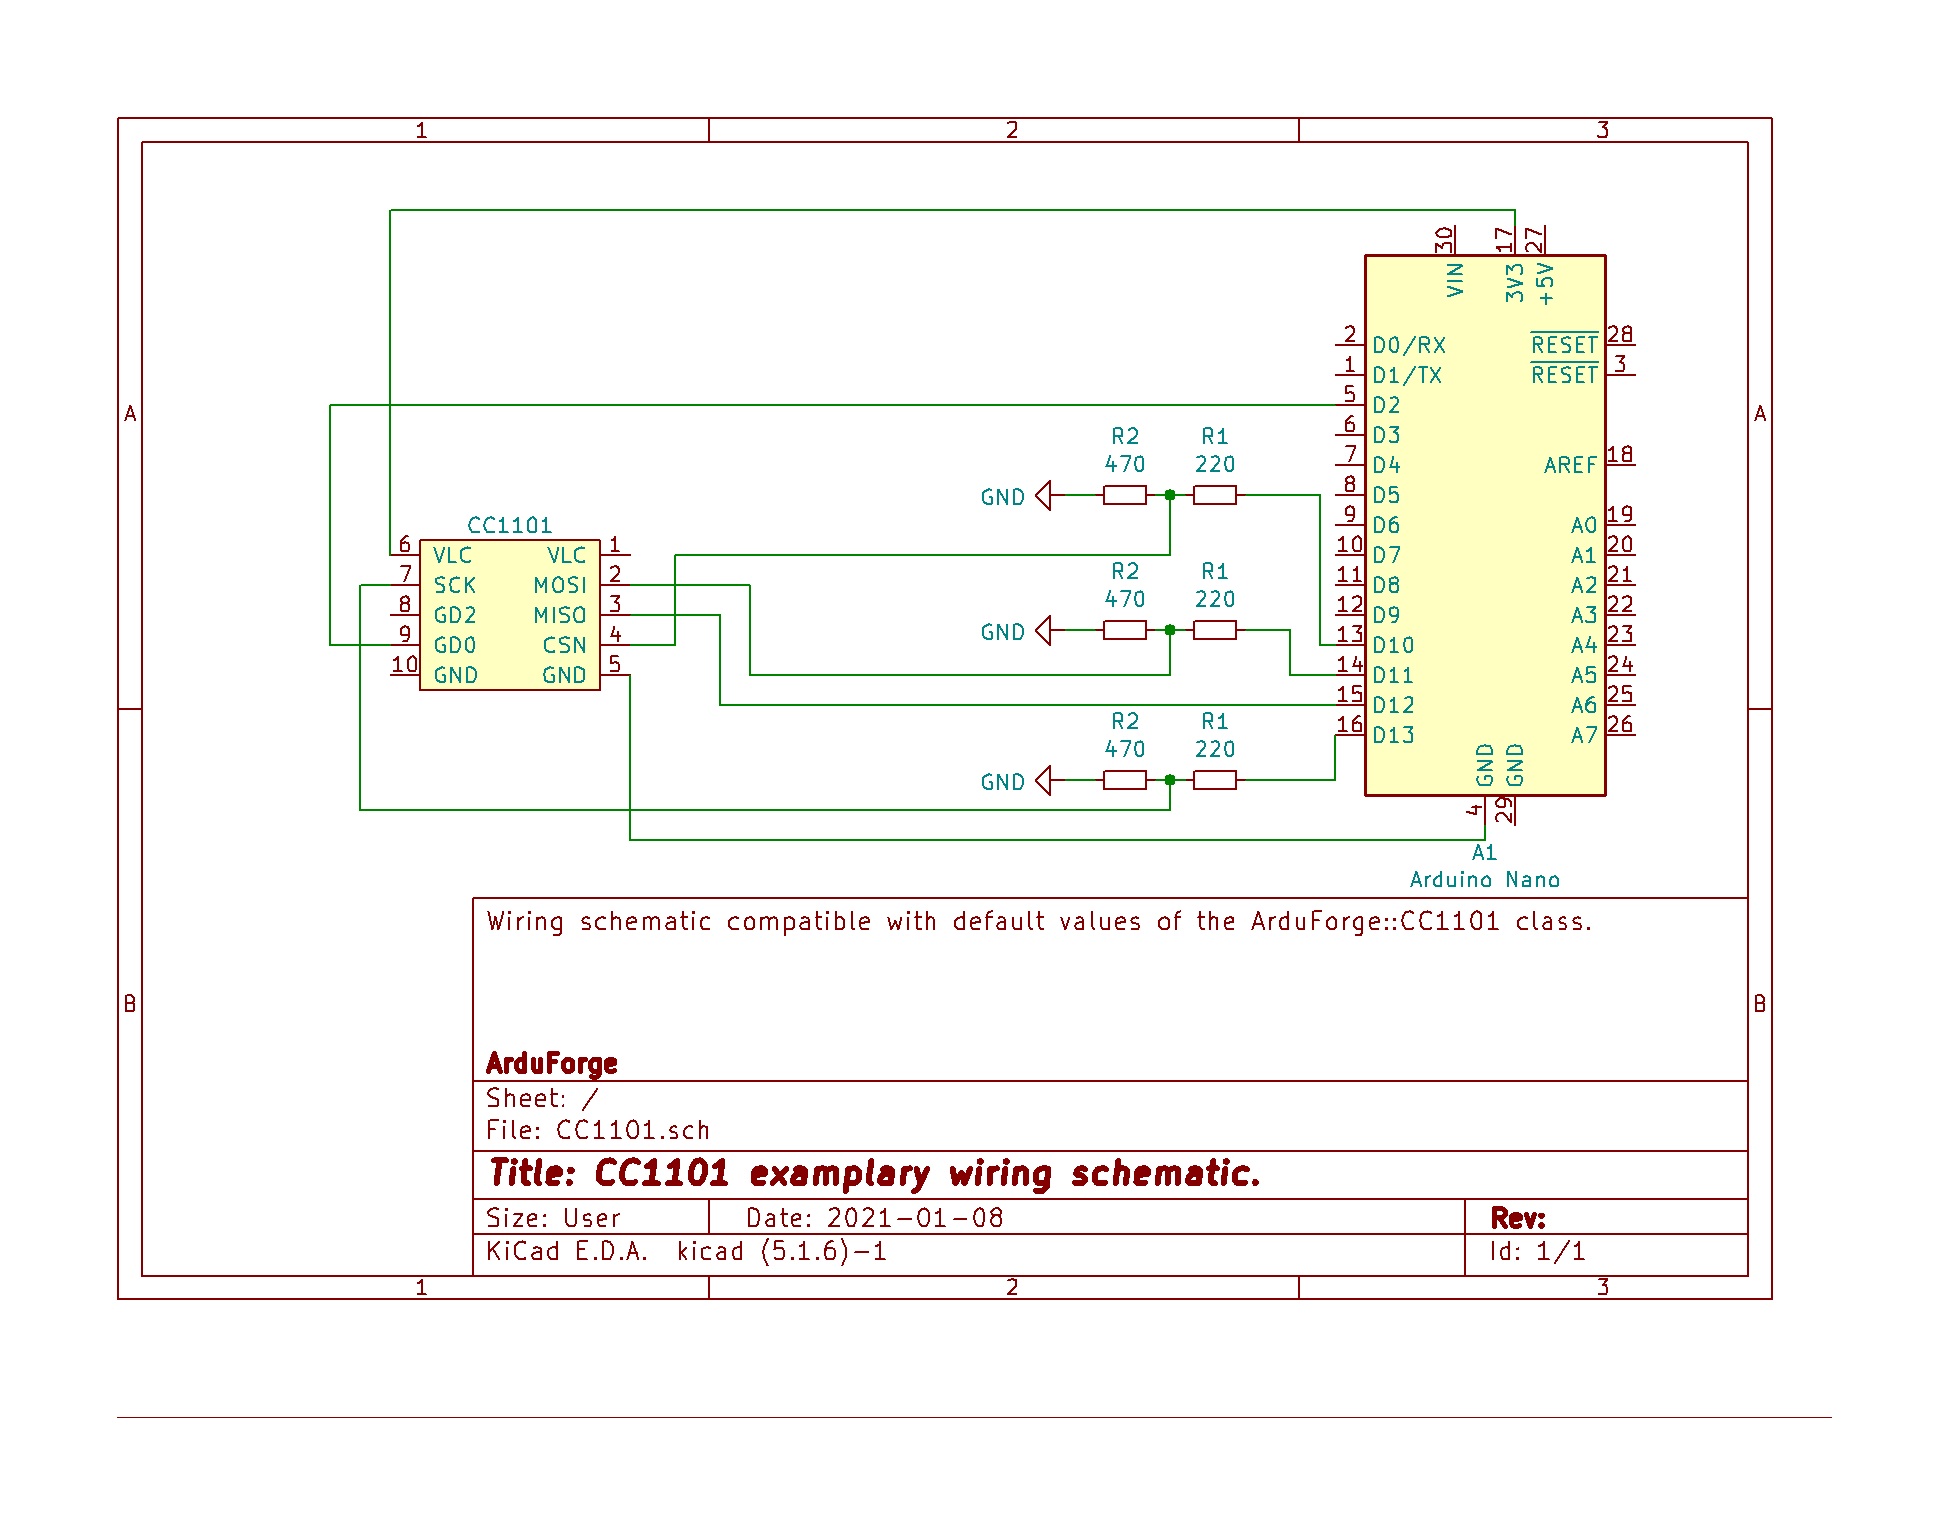 1 2 3
30 17 27
VIN 3V3 +5V
2 D0/RX RESET 28
1 D1/TX RESET 3
5 D2
A A
6 D3
R2 R1
470 220
7 D4 AREF 18
GND
8 D5
CC1101
9 D6 A0 19
6 VLC VLC 1
10 D7 A1 20
7 SCK MOSI 2
R2 R1
470 220
11 D8 A2 21
8 GD2 MISO 3
12 D9 A3 22
GND
9 GD0 CSN 4
13 D10 A4 23
10 GND GND 5
14 D11 A5 24
15 D12 A6 25
R2 R1
470 220
16 D13 A7 26
GND
GND GND
4 29
A1
Arduino Nano
Wiring schematic compatible with default values of the ArduForge::CC1101 class.
B B
ArduForge
Sheet: /
File: CC1101.sch
Title: CC1101 examplary wiring schematic.
Size: User Date: 2021-01-08 Rev:
KiCad E.D.A. kicad (5.1.6)-1 Id: 1/1
1 2 3